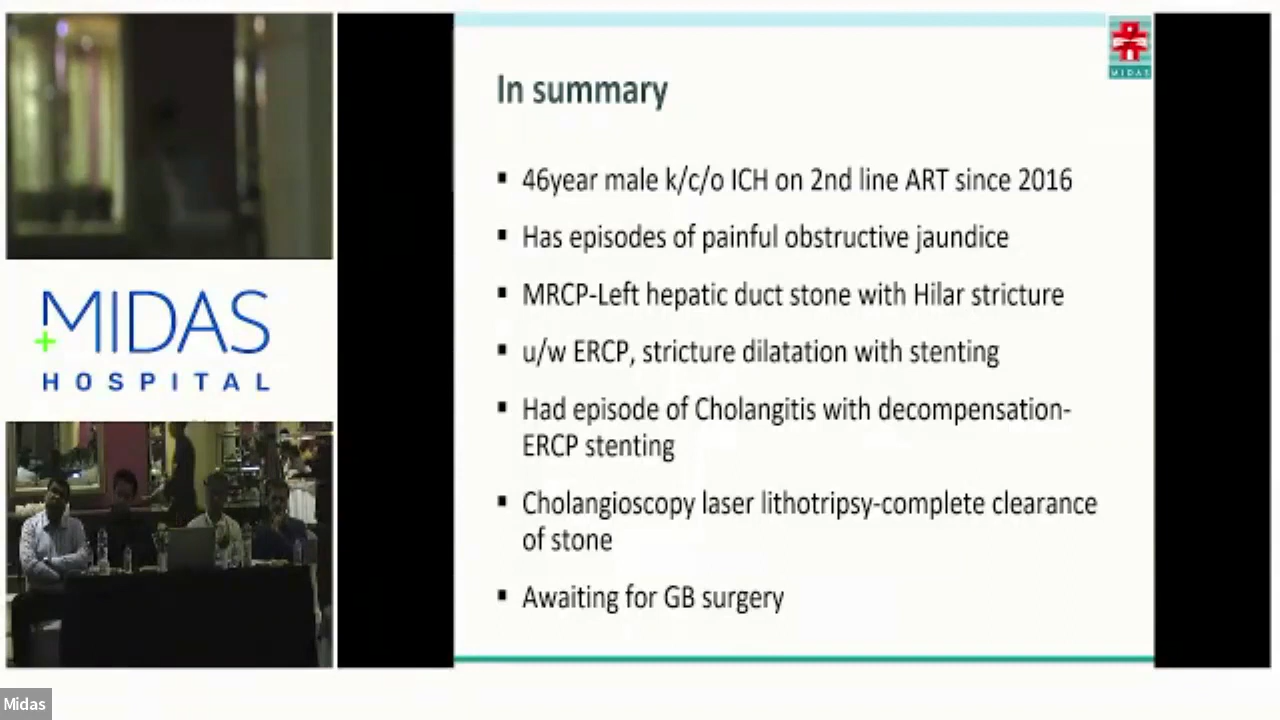 MIDAS
In summary
▪ 46year male k/c/o ICH on 2nd line ART since 2016
▪ Has episodes of painful obstructive jaundice
▪ MRCP-Left hepatic duct stone with Hilar stricture
▪ u/w ERCP, stricture dilatation with stenting
▪ Had episode of Cholangitis with decompensation-
ERCP stenting
▪ Cholangioscopy laser lithotripsy-complete clearance
of stone
▪ Awaiting for GB surgery
MIDAS
HOSPITAL
Midas